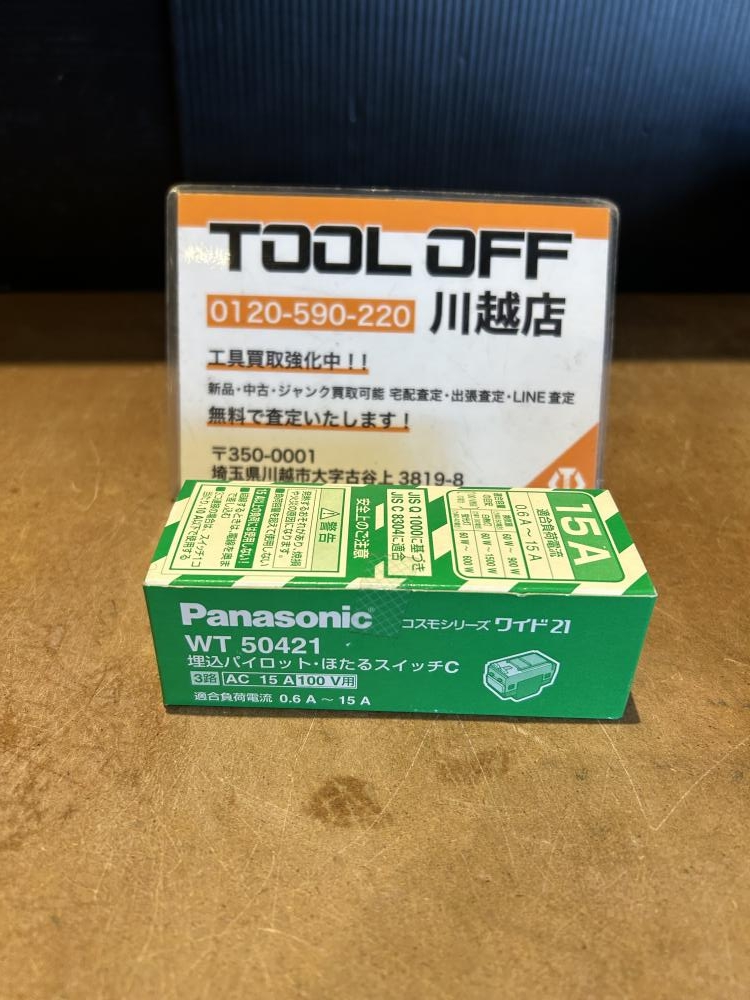 TOOL OFF
0120-590-220 川越店
工具買取強化中！！
新品・中古・ジャンク買取可能 宅配査定・出張査定・LINE査定
無料で査定いたします！
〒350-0001
埼玉県川越市大字古谷上 3819-8
15A
適合負荷電流
0.6A～15A
JIS Q 1000に基づき
JIS C 8304に適合
安全上のご注意
警告
Panasonic コスモシリーズ ワイド21
WT 50421
埋込パイロット・ほたるスイッチC
3路 AC 15 A 100 V用
適合負荷電流 0.6 A ～ 15 A